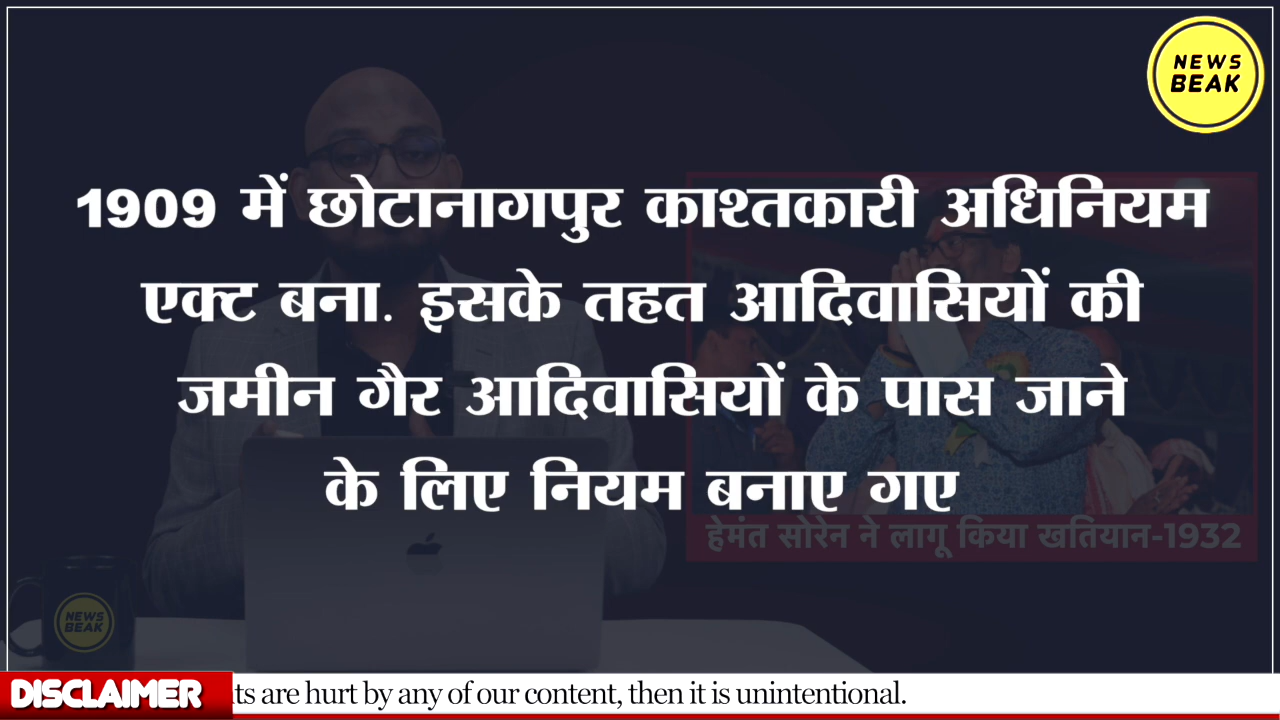 NEWS
BEAK
1909 में छोटानागपुर काश्तकारी अधिनियम
एक्ट बना. इसके तहत आदिवासियों की
जमीन गैर आदिवासियों के पास जाने
के लिए नियम बनाए गए
हेमंत सोरेन ने लागू किया खतियान-1932
NEWS
BEAK
DISCLAIMER
are hurt by any of our content, then it is unintentional.